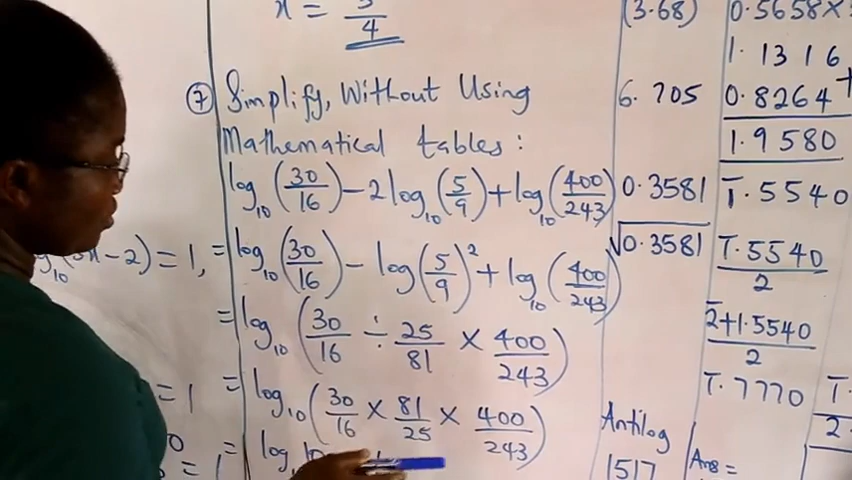 x = 3/4
⑦ Simplify, Without Using
Mathematical tables:
log₁₀(30/16) − 2log₁₀(5/9) + log₁₀(400/243)
= log₁₀(30/16) − log(5/9)² + log₁₀(400/243)
= log₁₀(30/16 ÷ 25/81 × 400/243)
= log₁₀(30/16 × 81/25 × 400/243)
= log₁₀
− 2) = 1,
= 1
= 1
(3.68)
6.705
0.3581
√0.3581
Antilog
1517
0.5658×
1.1316
0.8264+
1.9580
T.5540
T.5540/2
2̄+1.5540/2
T.7770
Ans =